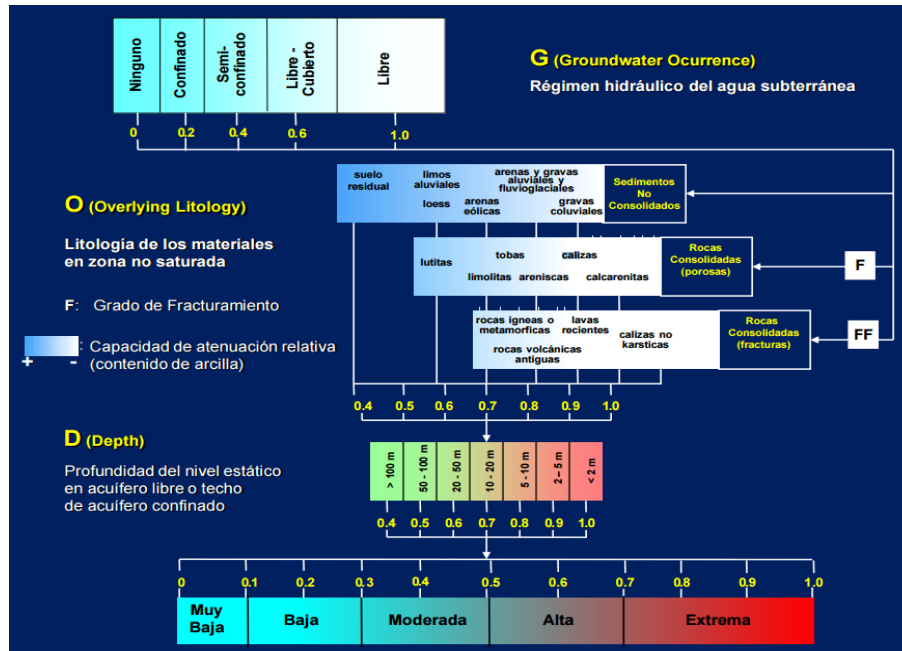 Ninguno
Confinado
Semi-
confinado
Libre -
Cubierto
Libre
G (Groundwater Ocurrence)
Régimen hidráulico del agua subterránea
0
0.2
0.4
0.6
1.0
O (Overlying Litology)
Litología de los materiales
en zona no saturada
F: Grado de Fracturamiento
: Capacidad de atenuación relativa
(contenido de arcilla)
+ -
suelo
residual
limos
aluviales
loess
arenas
eólicas
arenas y gravas
aluviales y
fluvioglaciales
gravas
coluviales
Sedimentos
No
Consolidados
lutitas
tobas
limolitas
areniscas
calizas
calcarenitas
Rocas
Consolidadas
(porosas)
F
rocas igneas o
metamorficas
rocas volcánicas
antiguas
lavas
recientes
calizas no
karsticas
Rocas
Consolidadas
(fracturas)
FF
0.4 0.5 0.6 0.7 0.8 0.9 1.0
D (Depth)
Profundidad del nivel estático
en acuífero libre o techo
de acuífero confinado
> 100 m
50 - 100 m
20 - 50 m
10 - 20 m
5 - 10 m
2 – 5 m
< 2 m
0.4 0.5 0.6 0.7 0.8 0.9 1.0
0 0.1 0.2 0.3 0.4 0.5 0.6 0.7 0.8 0.9 1.0
Muy
Baja
Baja
Moderada
Alta
Extrema